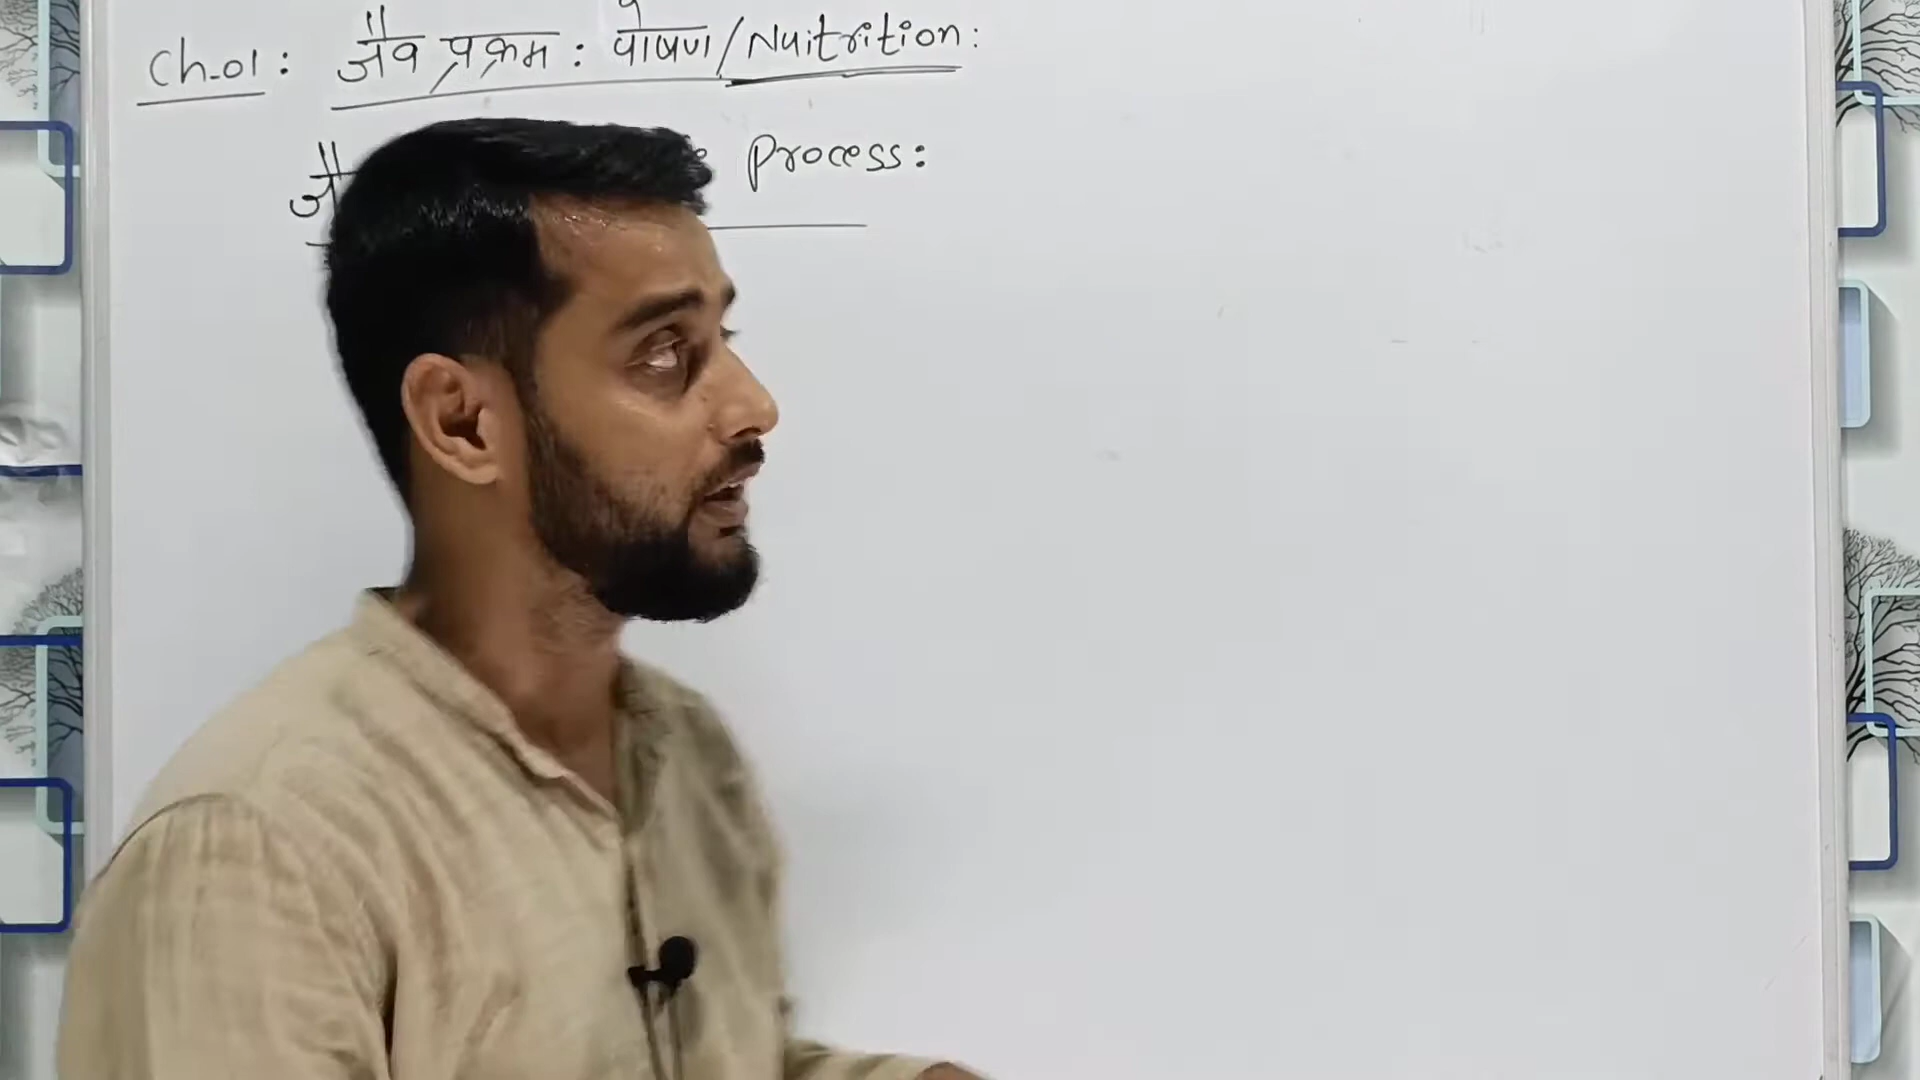 Ch-01: जैव प्रक्रम : पोषण/Nuitrition:
Process: